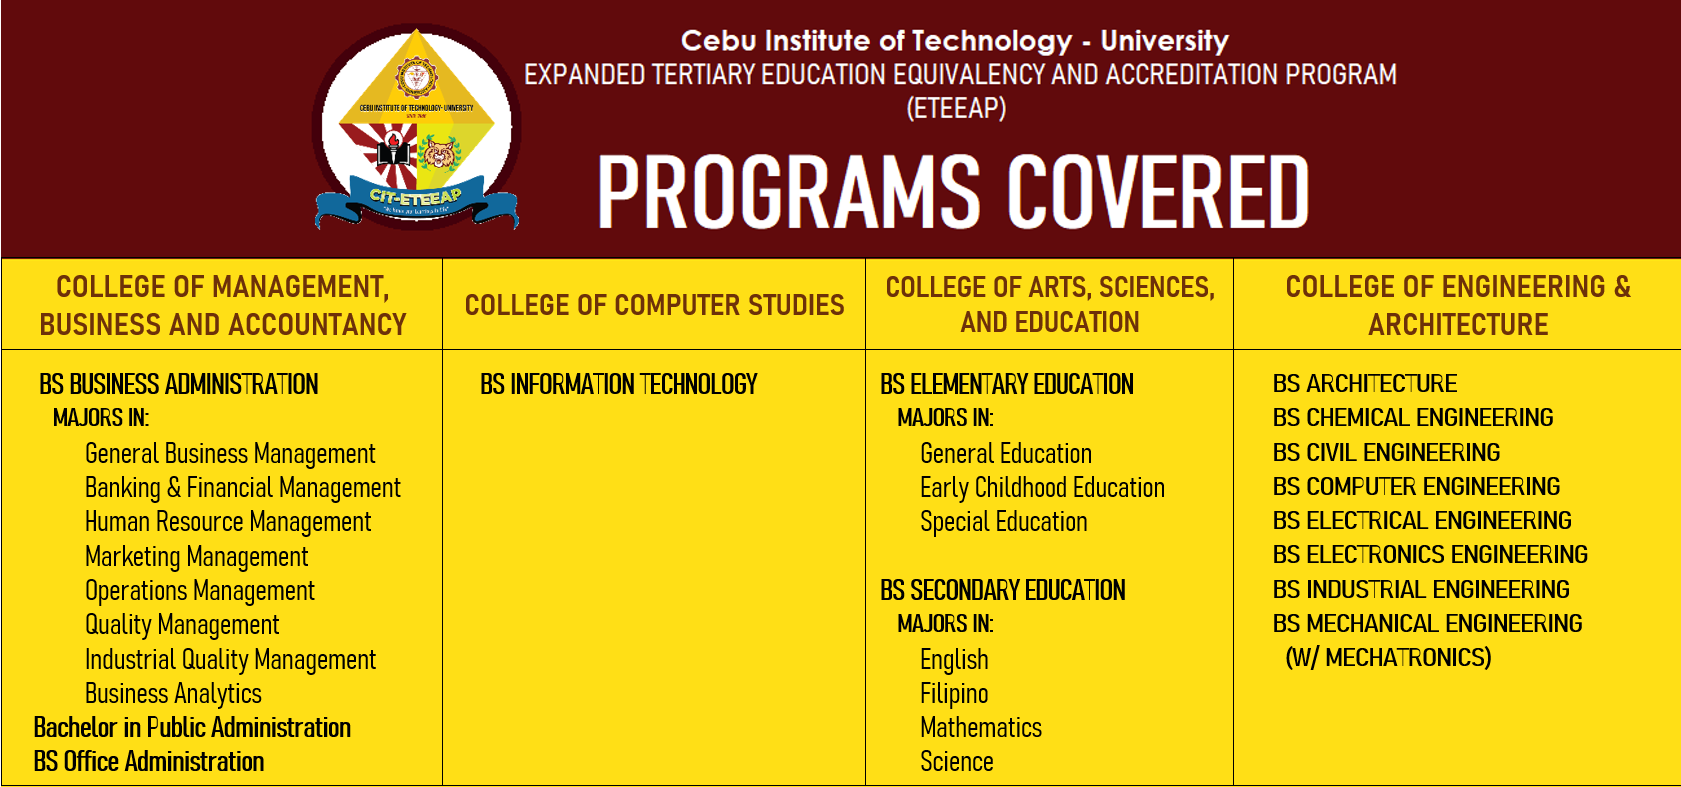 Cebu Institute of Technology - University
EXPANDED TERTIARY EDUCATION EQUIVALENCY AND ACCREDITATION PROGRAM
(ETEEAP)
PROGRAMS COVERED
CEBU INSTITUTE OF TECHNOLOGY- UNIVERSITY
CIT-ETEEAP
COLLEGE OF MANAGEMENT,
BUSINESS AND ACCOUNTANCY
BS BUSINESS ADMINISTRATION
MAJORS IN:
General Business Management
Banking & Financial Management
Human Resource Management
Marketing Management
Operations Management
Quality Management
Industrial Quality Management
Business Analytics
Bachelor in Public Administration
BS Office Administration
COLLEGE OF COMPUTER STUDIES
BS INFORMATION TECHNOLOGY
COLLEGE OF ARTS, SCIENCES,
AND EDUCATION
BS ELEMENTARY EDUCATION
MAJORS IN:
General Education
Early Childhood Education
Special Education
BS SECONDARY EDUCATION
MAJORS IN:
English
Filipino
Mathematics
Science
COLLEGE OF ENGINEERING &
ARCHITECTURE
BS ARCHITECTURE
BS CHEMICAL ENGINEERING
BS CIVIL ENGINEERING
BS COMPUTER ENGINEERING
BS ELECTRICAL ENGINEERING
BS ELECTRONICS ENGINEERING
BS INDUSTRIAL ENGINEERING
BS MECHANICAL ENGINEERING
(W/ MECHATRONICS)